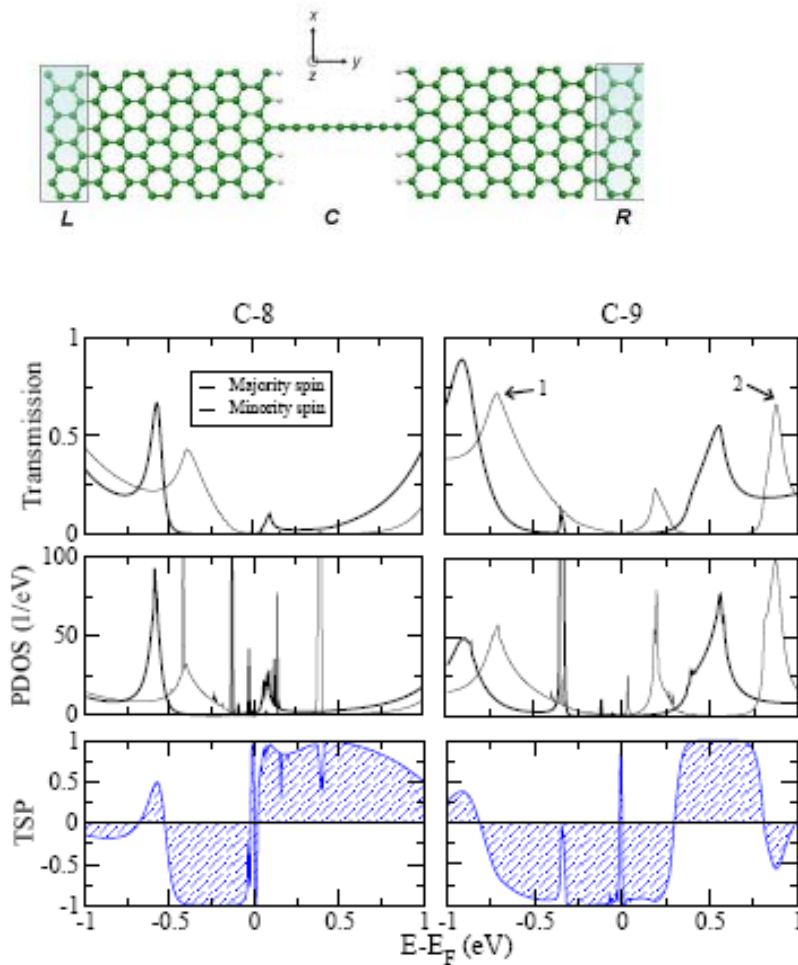 x
y
z
L C R
C-8 C-9
Transmission
1
0.5
0
Majority spin
Minority spin
1
2
PDOS (1/eV)
100
50
0
TSP
1
0.5
0
-0.5
-1
-1 -0.5 0 0.5 1 -1 -0.5 0 0.5 1
E-E_F (eV)